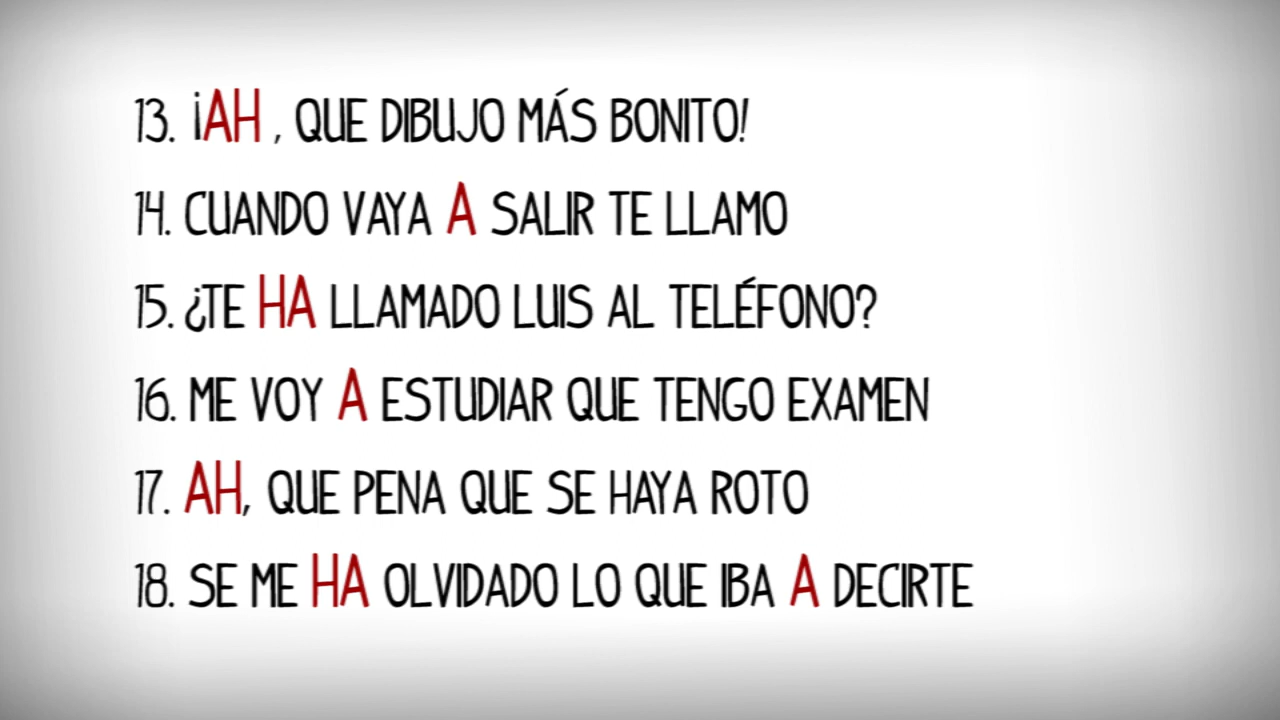 13. ¡AH , QUE DIBUJO MÁS BONITO!
14. CUANDO VAYA A SALIR TE LLAMO
15. ¿TE HA LLAMADO LUIS AL TELÉFONO?
16. ME VOY A ESTUDIAR QUE TENGO EXAMEN
17. AH, QUE PENA QUE SE HAYA ROTO
18. SE ME HA OLVIDADO LO QUE IBA A DECIRTE